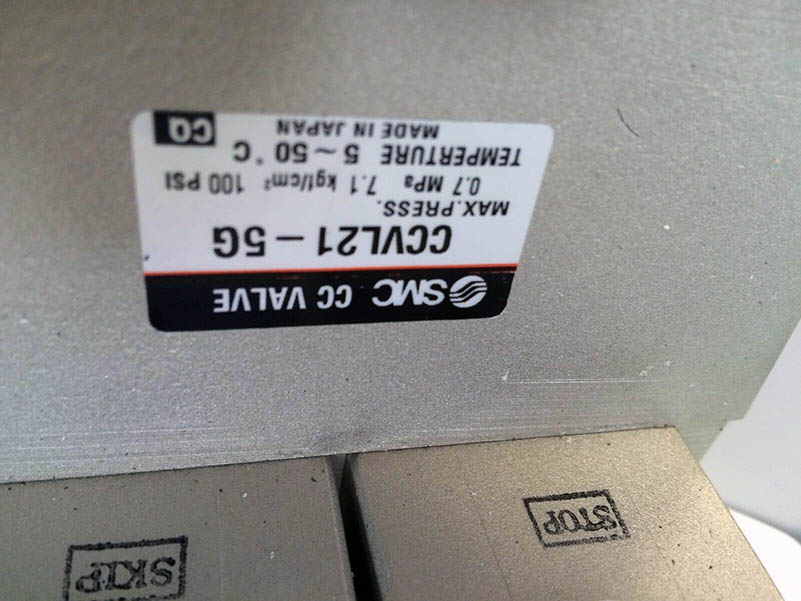 SMC CC VALVE
CCVL21-5G
MAX.PRESS.
0.7 MPa 7.1 kgf/cm² 100 PSI
TEMPERTURE 5~50°C
MADE IN JAPAN CQ
STOP
SKIP